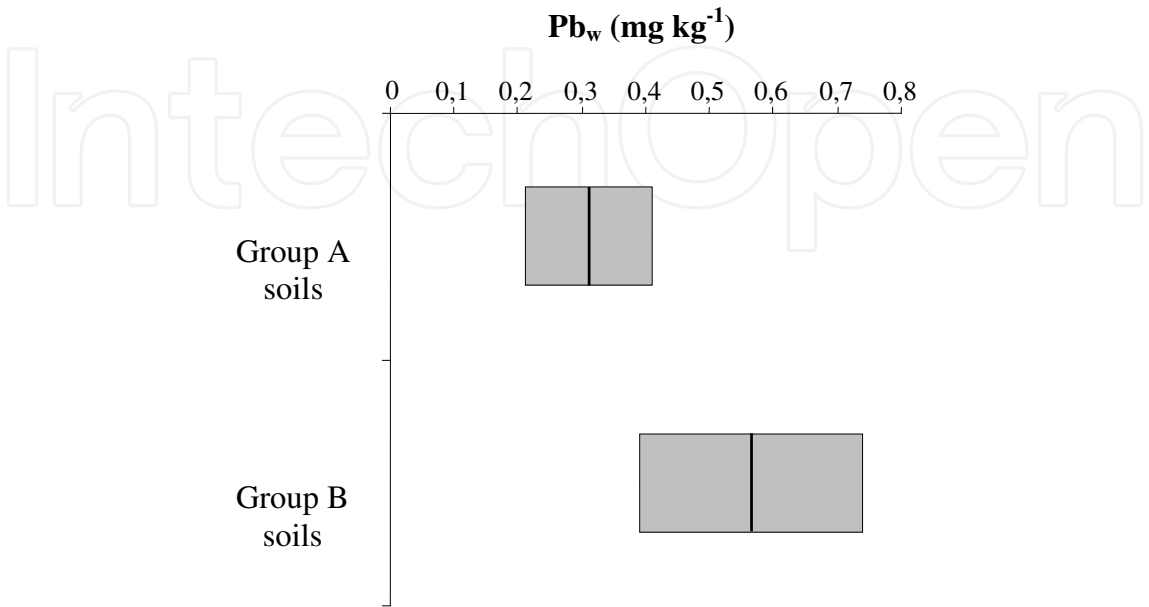 Pbw (mg kg-1)
0 0,1 0,2 0,3 0,4 0,5 0,6 0,7 0,8
IntechOpen
Group A
soils
Group B
soils